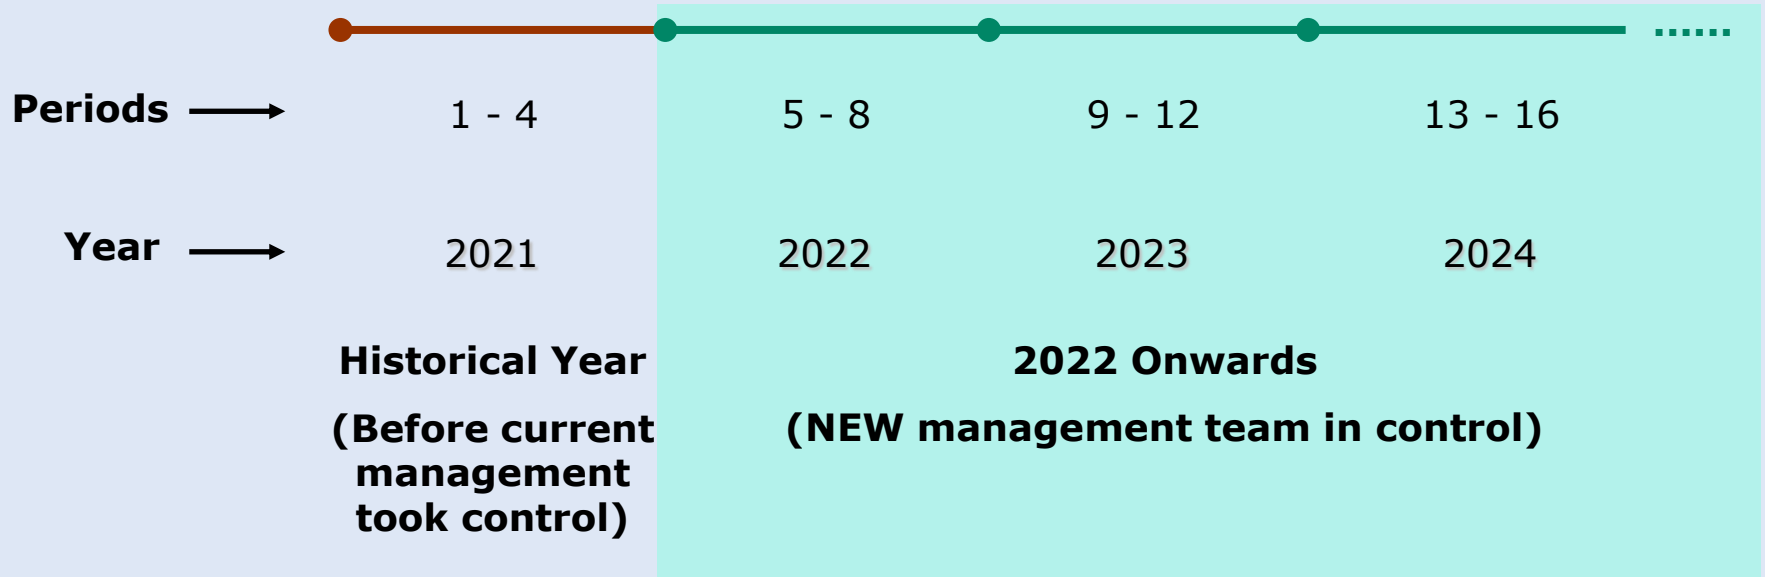 Periods 1 - 4 5 - 8 9 - 12 13 - 16
Year 2021 2022 2023 2024
Historical Year 2022 Onwards
(Before current (NEW management team in control)
management
took control)